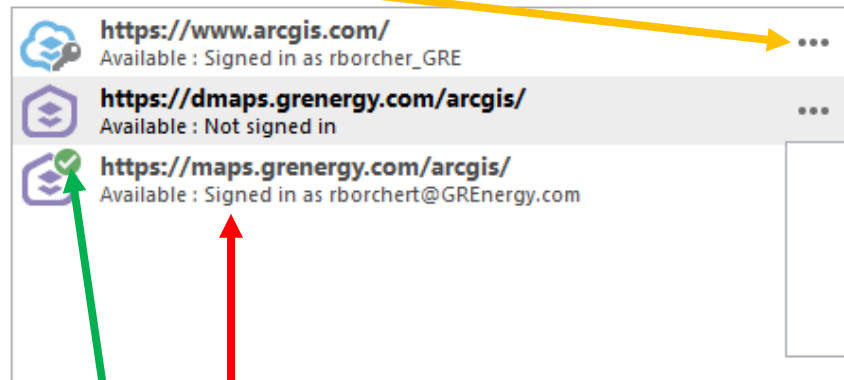 https://www.arcgis.com/
Available : Signed in as rborcher_GRE
https://dmaps.grenergy.com/arcgis/
Available : Not signed in
https://maps.grenergy.com/arcgis/
Available : Signed in as rborchert@GREnergy.com